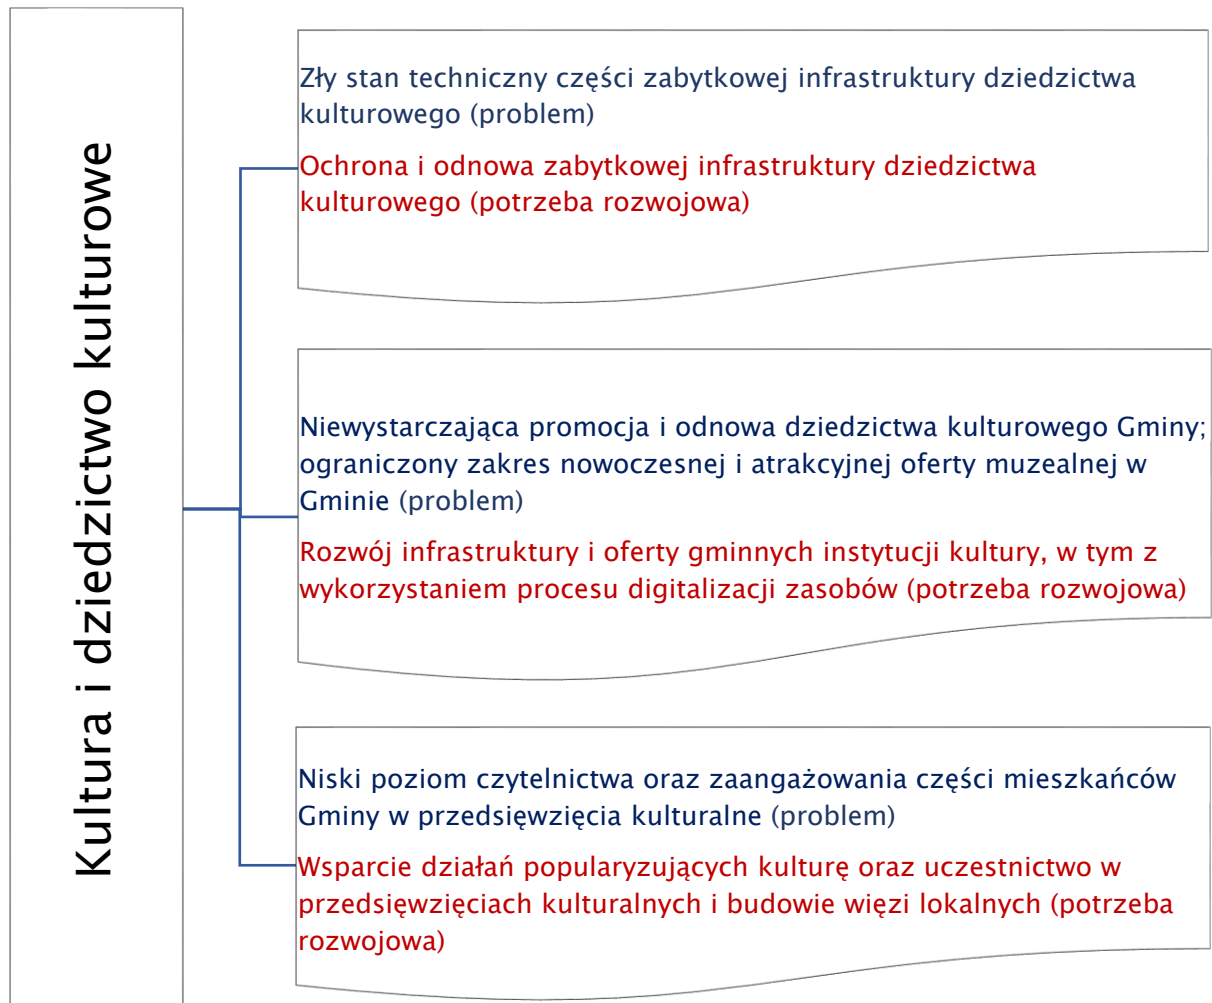 Kultura i dziedzictwo kulturowe
Zły stan techniczny części zabytkowej infrastruktury dziedzictwa
kulturowego (problem)
Ochrona i odnowa zabytkowej infrastruktury dziedzictwa
kulturowego (potrzeba rozwojowa)
Niewystarczająca promocja i odnowa dziedzictwa kulturowego Gminy;
ograniczony zakres nowoczesnej i atrakcyjnej oferty muzealnej w
Gminie (problem)
Rozwój infrastruktury i oferty gminnych instytucji kultury, w tym z
wykorzystaniem procesu digitalizacji zasobów (potrzeba rozwojowa)
Niski poziom czytelnictwa oraz zaangażowania części mieszkańców
Gminy w przedsięwzięcia kulturalne (problem)
Wsparcie działań popularyzujących kulturę oraz uczestnictwo w
przedsięwzięciach kulturalnych i budowie więzi lokalnych (potrzeba
rozwojowa)